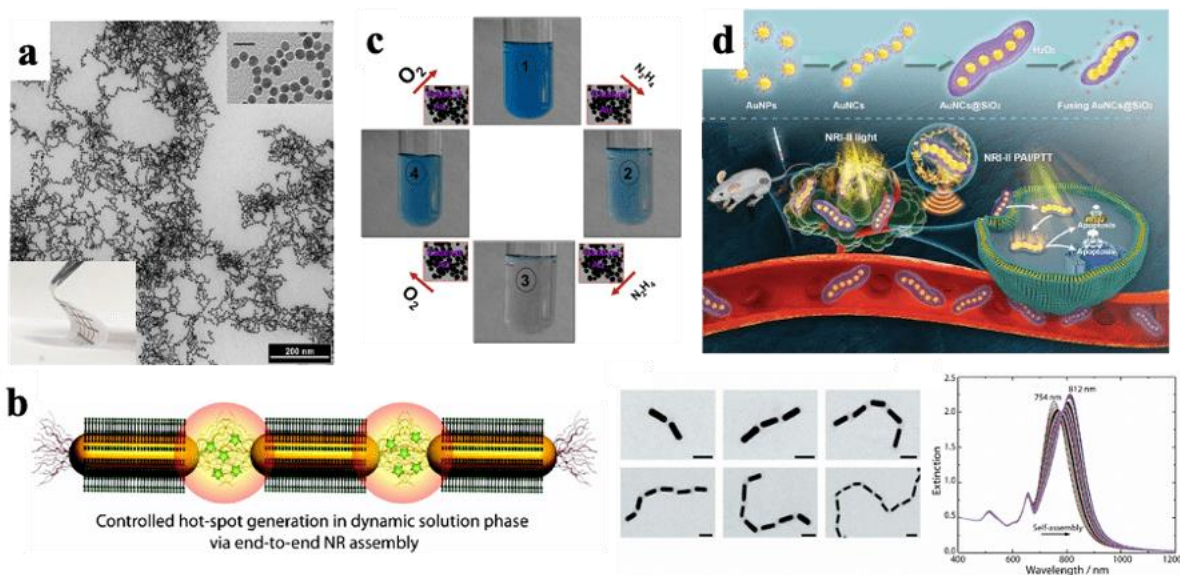 a
200 nm
c
O₂
1
N₂H₄
4
2
O₂
3
N₂H₄
d
H₂O₂
AuNPs
AuNCs
AuNCs@SiO₂
Fusing AuNCs@SiO₂
NRI-II light
NRI-II PAI/PTT
Apoptosis
Apoptosis
b
Controlled hot-spot generation in dynamic solution phase
via end-to-end NR assembly
812 nm
754 nm
2.5
2.0
1.5
1.0
0.5
0.0
Extinction
Self-assembly
400
600
800
1000
1200
Wavelength / nm